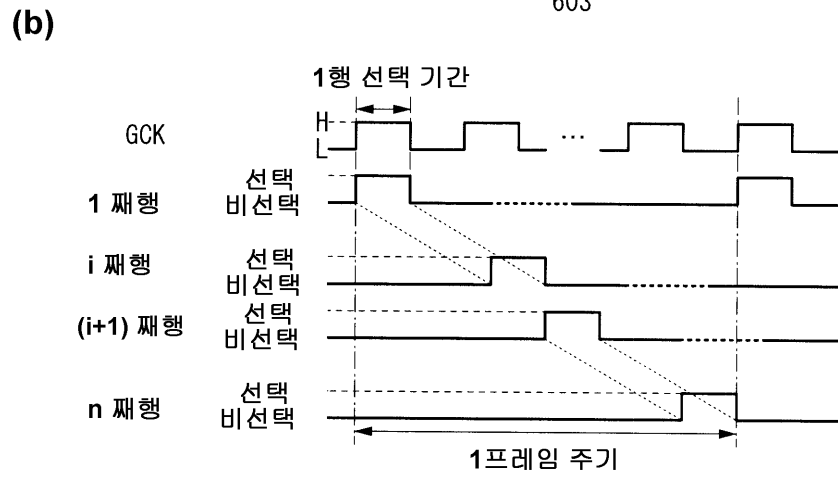 603
(b)
1행 선택 기간
GCK
H
L
...
1 째행
선택
비선택
i 째행
선택
비선택
(i+1) 째행
선택
비선택
n 째행
선택
비선택
1프레임 주기